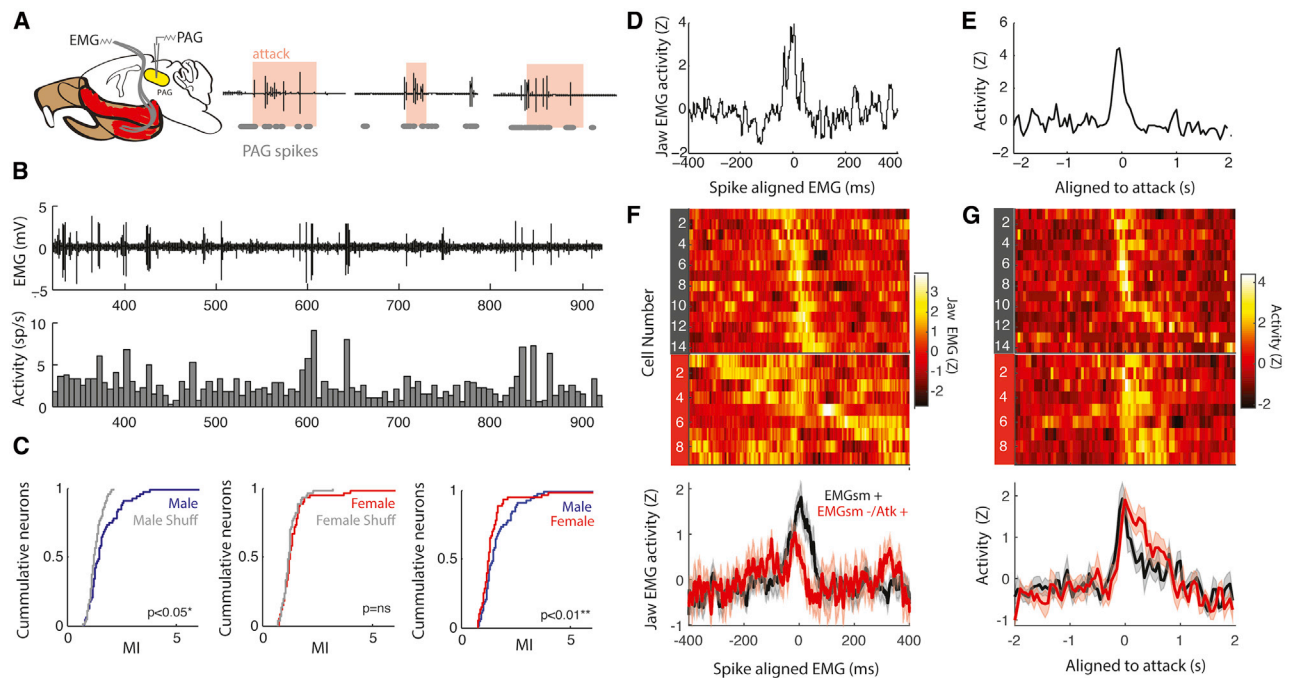 A
EMG
PAG
PAG
attack
PAG spikes
B
EMG (mV)
5
0
−5
400
500
600
700
800
900
Activity (sp/s)
10
5
0
400
500
600
700
800
900
C
Cummulative neurons
1
0.5
0
5
MI
Male
Male Shuff
p<0.05*
Cummulative neurons
1
0.5
0
5
MI
Female
Female Shuff
p=ns
Cummulative neurons
1
0.5
0
5
MI
Male
Female
p<0.01**
D
Jaw EMG activity (Z)
4
2
0
−2
−400
−200
0
200
400
Spike aligned EMG (ms)
E
Activity (Z)
6
4
2
0
−2
−2
−1
0
1
2
Aligned to attack (s)
F
Cell Number
2
4
6
8
10
12
14
2
4
6
8
3
2
1
0
-1
-2
Jaw EMG (Z)
Jaw EMG activity (Z)
2
1
0
-1
EMGsm +
EMGsm -/Atk +
-400
-200
0
200
400
Spike aligned EMG (ms)
G
2
4
6
8
10
12
14
2
4
6
8
4
2
0
-2
Activity (Z)
Activity (Z)
2
1
0
-1
-2
-1
0
1
2
Aligned to attack (s)